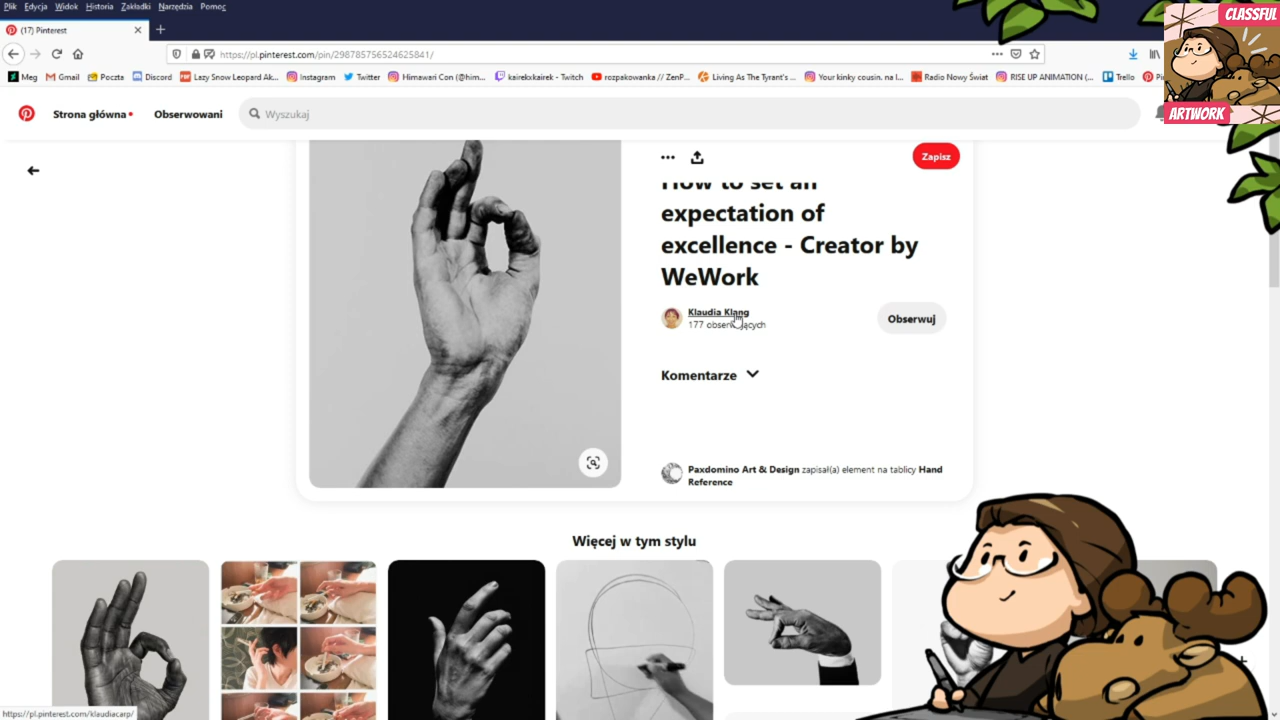 Plik Edycja Widok Historia Zakładki Narzędzia Pomoc
(17) Pinterest
https://pl.pinterest.com/pin/298785756524625841/
Meg Gmail Poczta Discord Lazy Snow Leopard Ak... Instagram Twitter Himawari Con (@him... kairekxkairek - Twitch rozpakowanka // ZenP... Living As The Tyrant's ... Your kinky cousin. na I... Radio Nowy Świat RISE UP ANIMATION (... Trello
CLASSFUL
ARTWORK
Strona główna Obserwowani Wyszukaj
Zapisz
How to set an
expectation of
excellence - Creator by
WeWork
Klaudia Klang
177 obserwujących
Obserwuj
Komentarze
Paxdomino Art & Design zapisał(a) element na tablicy Hand
Reference
Więcej w tym stylu
https://pl.pinterest.com/klaudiacarp/